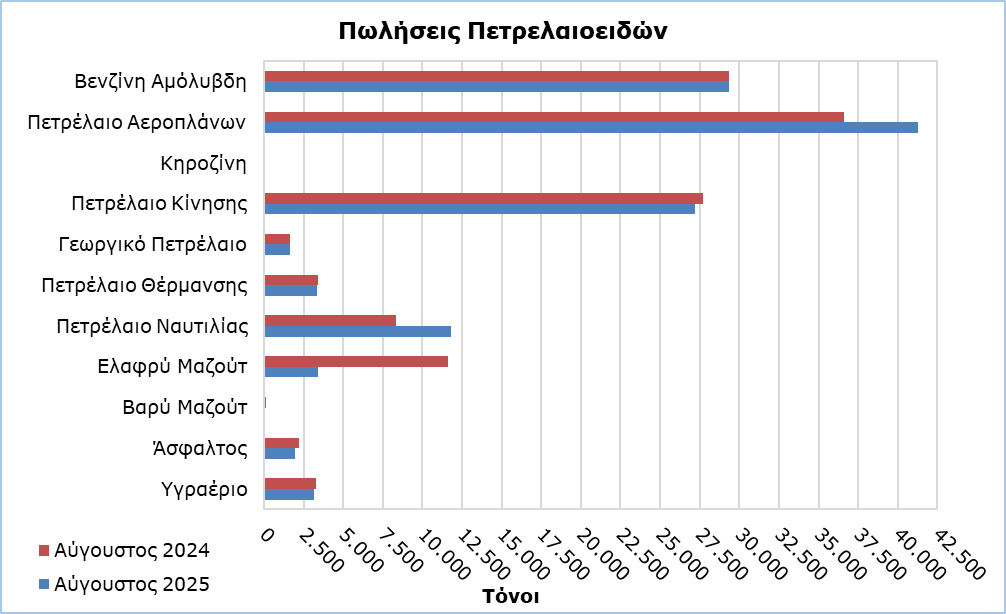 Πωλήσεις Πετρελαιοειδών
Βενζίνη Αμόλυβδη
Πετρέλαιο Αεροπλάνων
Κηροζίνη
Πετρέλαιο Κίνησης
Γεωργικό Πετρέλαιο
Πετρέλαιο Θέρμανσης
Πετρέλαιο Ναυτιλίας
Ελαφρύ Μαζούτ
Βαρύ Μαζούτ
Άσφαλτος
Υγραέριο
0
2.500
5.000
7.500
10.000
12.500
15.000
17.500
20.000
22.500
25.000
27.500
30.000
32.500
35.000
37.500
40.000
42.500
Αύγουστος 2024
Αύγουστος 2025
Τόνοι